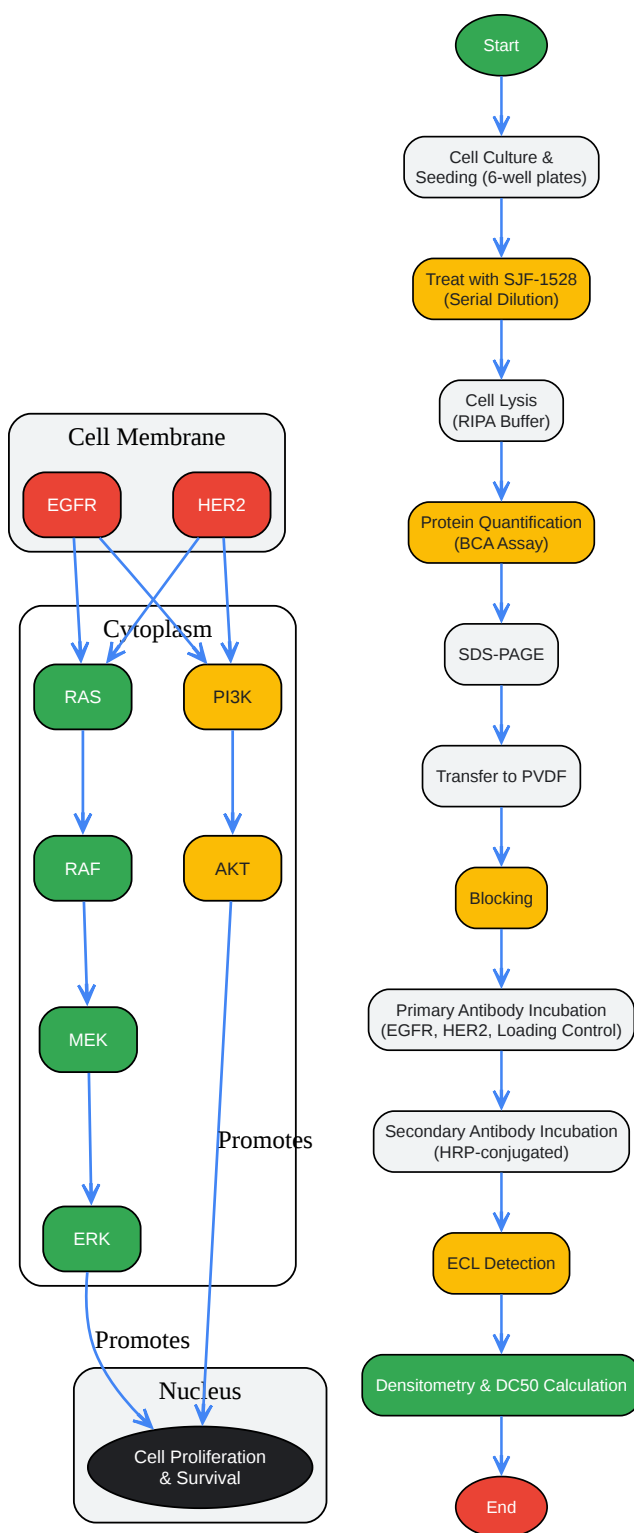 Cell Membrane
EGFR
HER2
Cytoplasm
RAS
PI3K
RAF
AKT
MEK
Promotes
ERK
Promotes
Nucleus
Cell Proliferation
& Survival
Start
Cell Culture &
Seeding (6-well plates)
Treat with SJF-1528
(Serial Dilution)
Cell Lysis
(RIPA Buffer)
Protein Quantification
(BCA Assay)
SDS-PAGE
Transfer to PVDF
Blocking
Primary Antibody Incubation
(EGFR, HER2, Loading Control)
Secondary Antibody Incubation
(HRP-conjugated)
ECL Detection
Densitometry & DC50 Calculation
End